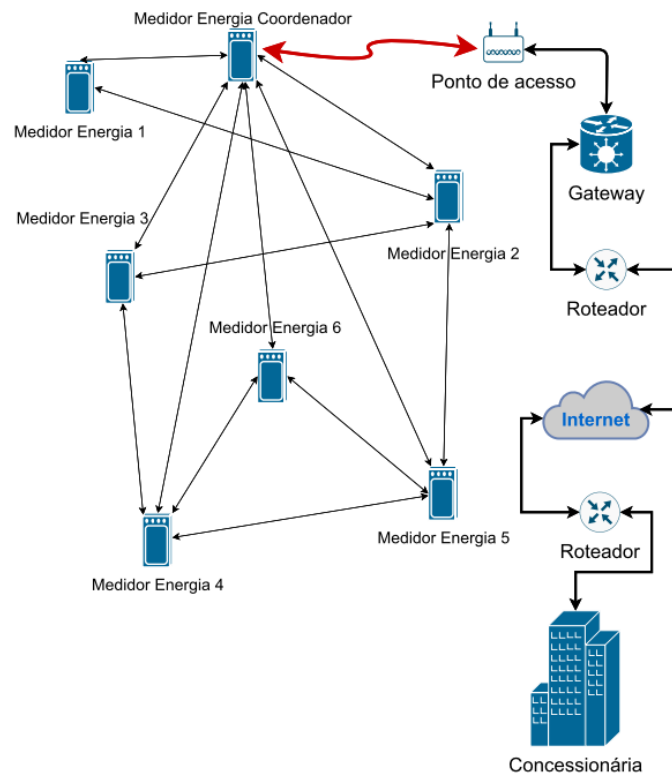 Medidor Energia Coordenador
Ponto de acesso
Medidor Energia 1
Gateway
Medidor Energia 3
Medidor Energia 2
Roteador
Medidor Energia 6
Internet
Medidor Energia 5
Roteador
Medidor Energia 4
Concessionária